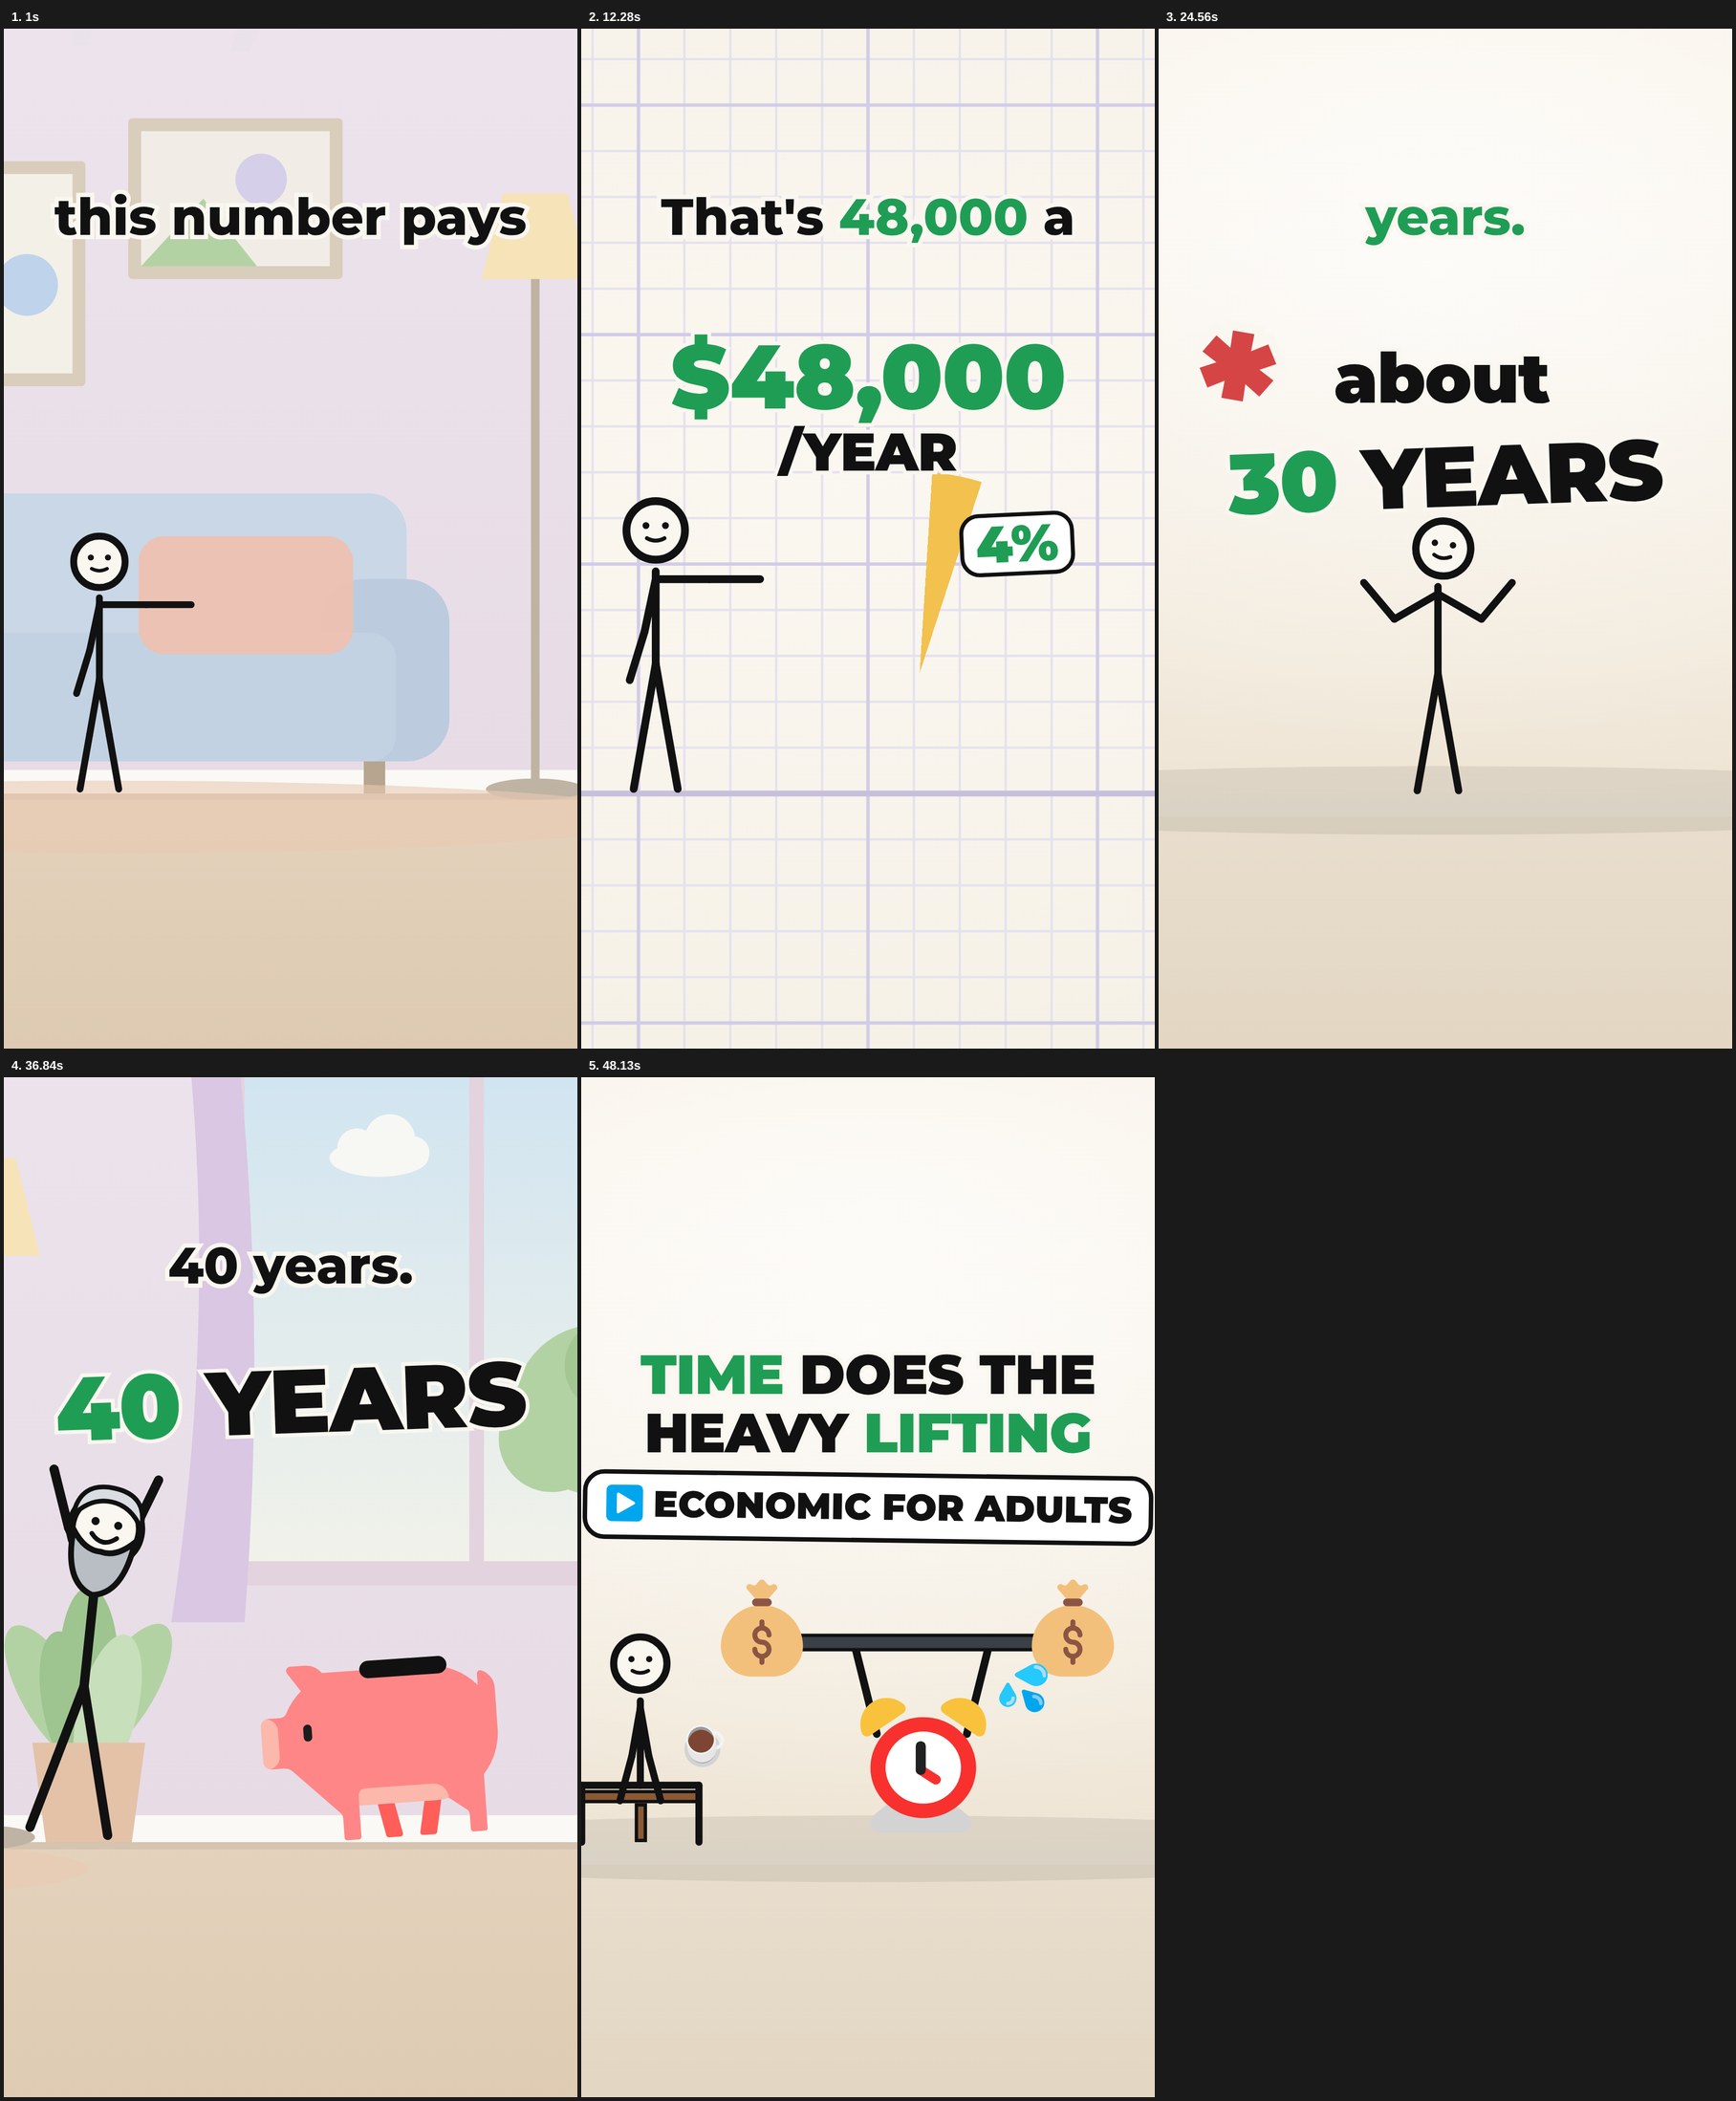 1. 1s
this number pays
2. 12.28s
That's 48,000 a
$48,000
/YEAR
4%
3. 24.56s
years.
about
30 YEARS
4. 36.84s
40 years.
40 YEARS
5. 48.13s
TIME DOES THE
HEAVY LIFTING
ECONOMIC FOR ADULTS
$ $